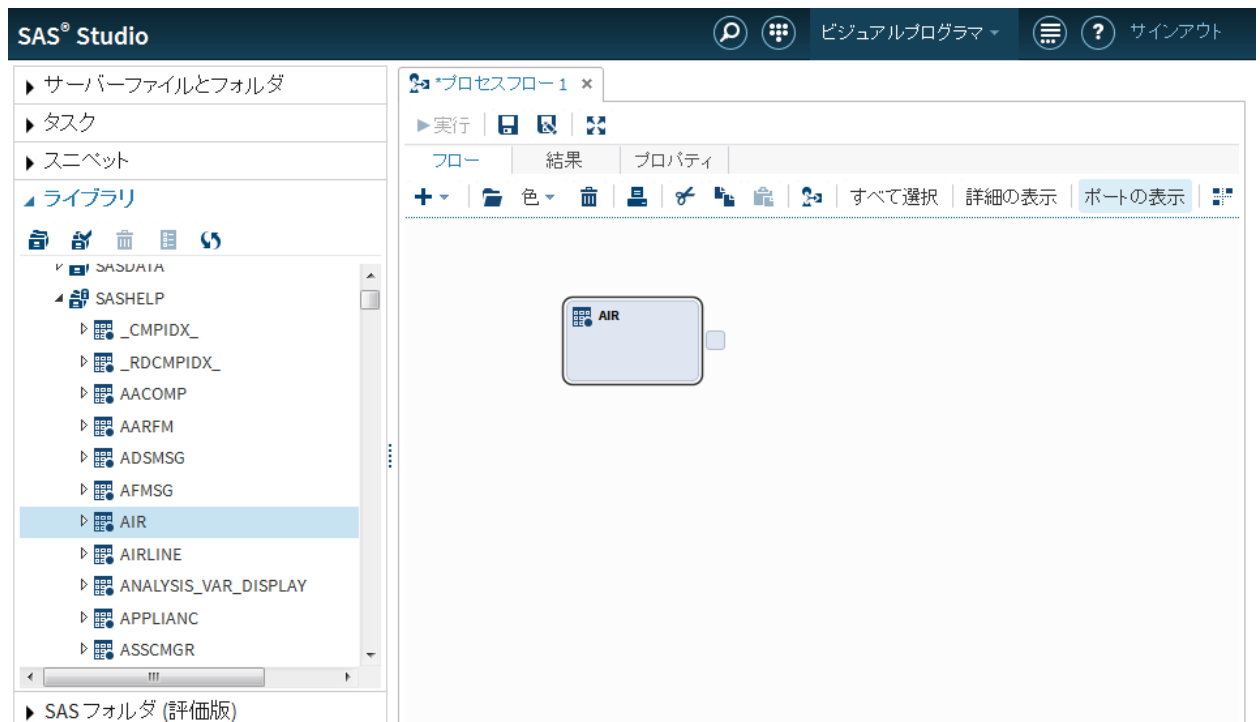 SAS® Studio
ビジュアルプログラマ
サインアウト
サーバーファイルとフォルダ
タスク
スニペット
ライブラリ
SASDATA
SASHELP
_CMPIDX_
_RDCMPIDX_
AACOMP
AARFM
ADSMSG
AFMSG
AIR
AIRLINE
ANALYSIS_VAR_DISPLAY
APPLIANC
ASSCMGR
SAS フォルダ (評価版)
*プロセスフロー 1
実行
フロー 結果 プロパティ
色 すべて選択 詳細の表示 ポートの表示
AIR